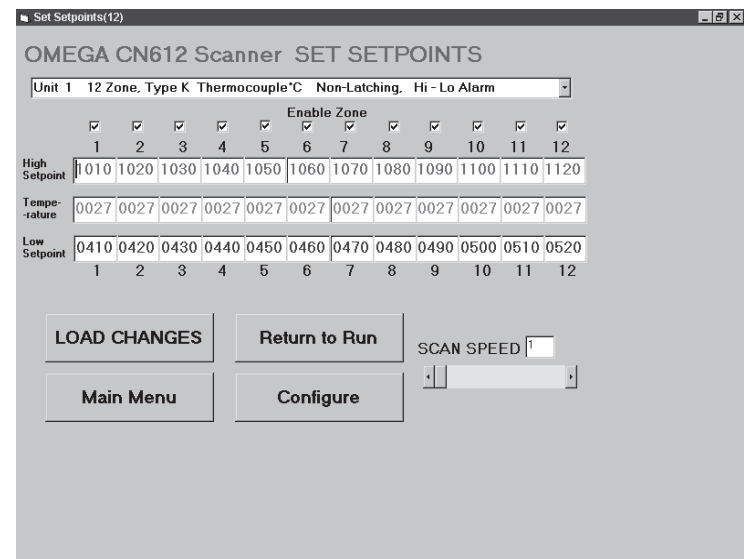 Set Setpoints(12)
OMEGA CN612 Scanner SET SETPOINTS
Unit 1 12 Zone, Type K Thermocouple°C Non-Latching, Hi - Lo Alarm
Enable Zone
1 2 3 4 5 6 7 8 9 10 11 12
High Setpoint 1010 1020 1030 1040 1050 1060 1070 1080 1090 1100 1110 1120
Tempe- -rature 0027 0027 0027 0027 0027 0027 0027 0027 0027 0027 0027 0027
Low Setpoint 0410 0420 0430 0440 0450 0460 0470 0480 0490 0500 0510 0520
1 2 3 4 5 6 7 8 9 10 11 12
LOAD CHANGES Return to Run
SCAN SPEED 1
Main Menu Configure